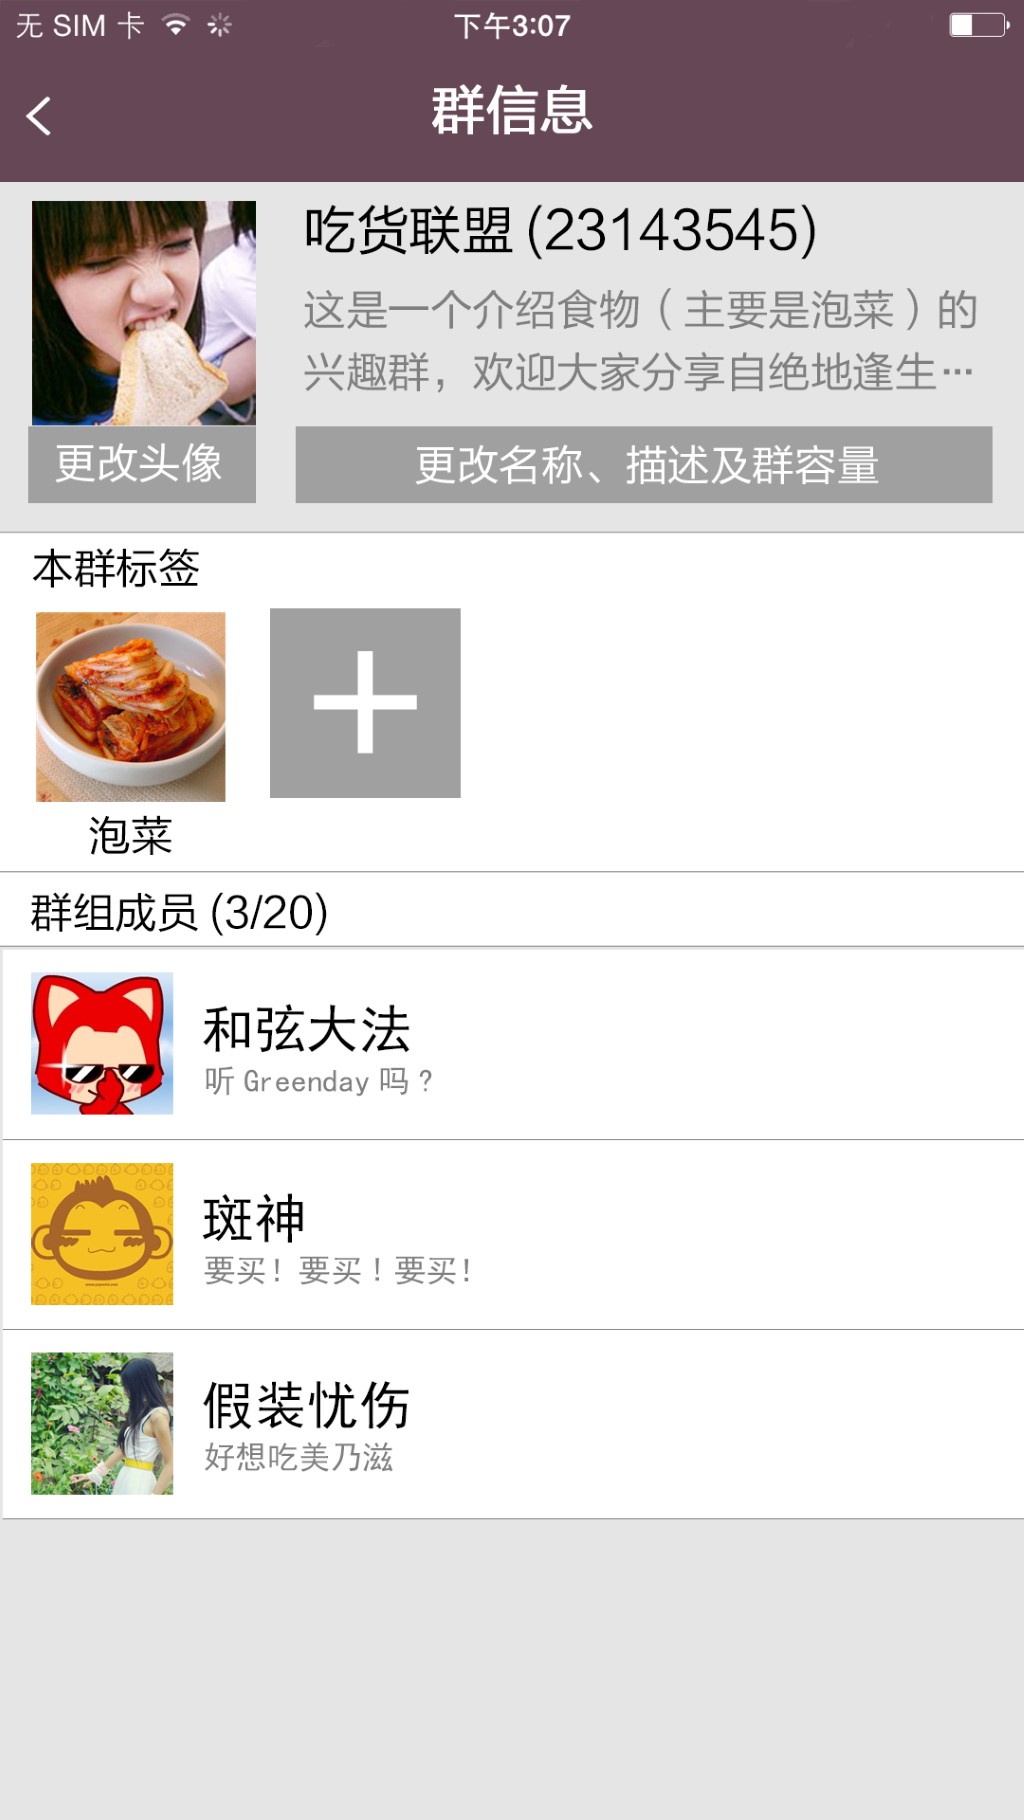 无 SIM 卡
下午3:07
群信息
吃货联盟 (23143545)
这是一个介绍食物（主要是泡菜）的
兴趣群，欢迎大家分享自绝地逢生…
更改头像
更改名称、描述及群容量
本群标签
泡菜
群组成员 (3/20)
和弦大法
听 Greenday 吗？
斑神
要买！要买！要买！
假装忧伤
好想吃美乃滋